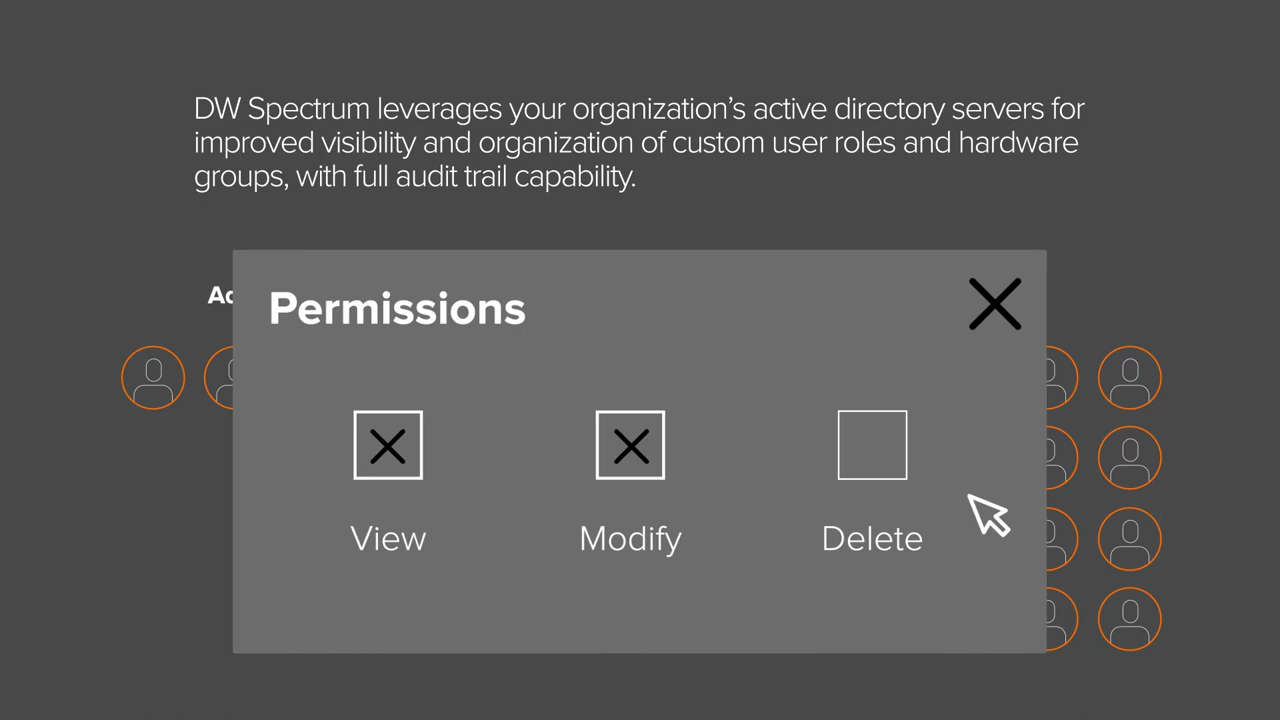 DW Spectrum leverages your organization’s active directory servers for
improved visibility and organization of custom user roles and hardware
groups, with full audit trail capability.
Permissions
View Modify Delete